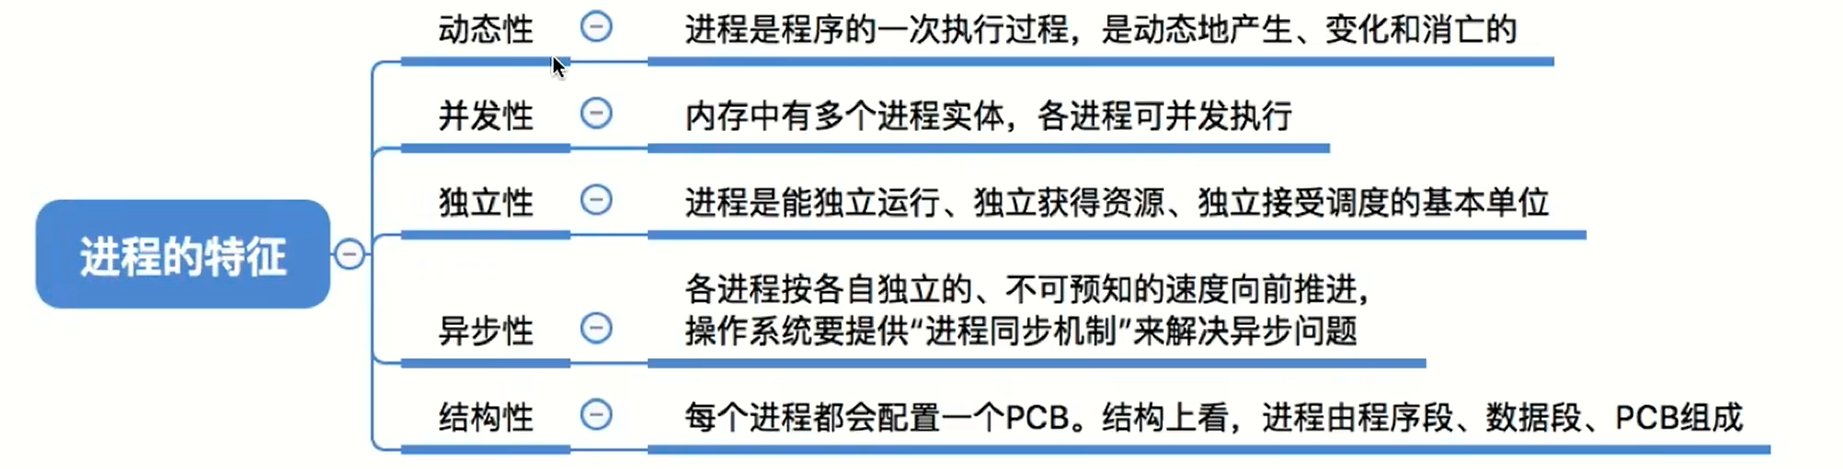 进程的特征
动态性
进程是程序的一次执行过程，是动态地产生、变化和消亡的
并发性
内存中有多个进程实体，各进程可并发执行
独立性
进程是能独立运行、独立获得资源、独立接受调度的基本单位
异步性
各进程按各自独立的、不可预知的速度向前推进，
操作系统要提供“进程同步机制”来解决异步问题
结构性
每个进程都会配置一个PCB。结构上看，进程由程序段、数据段、PCB组成